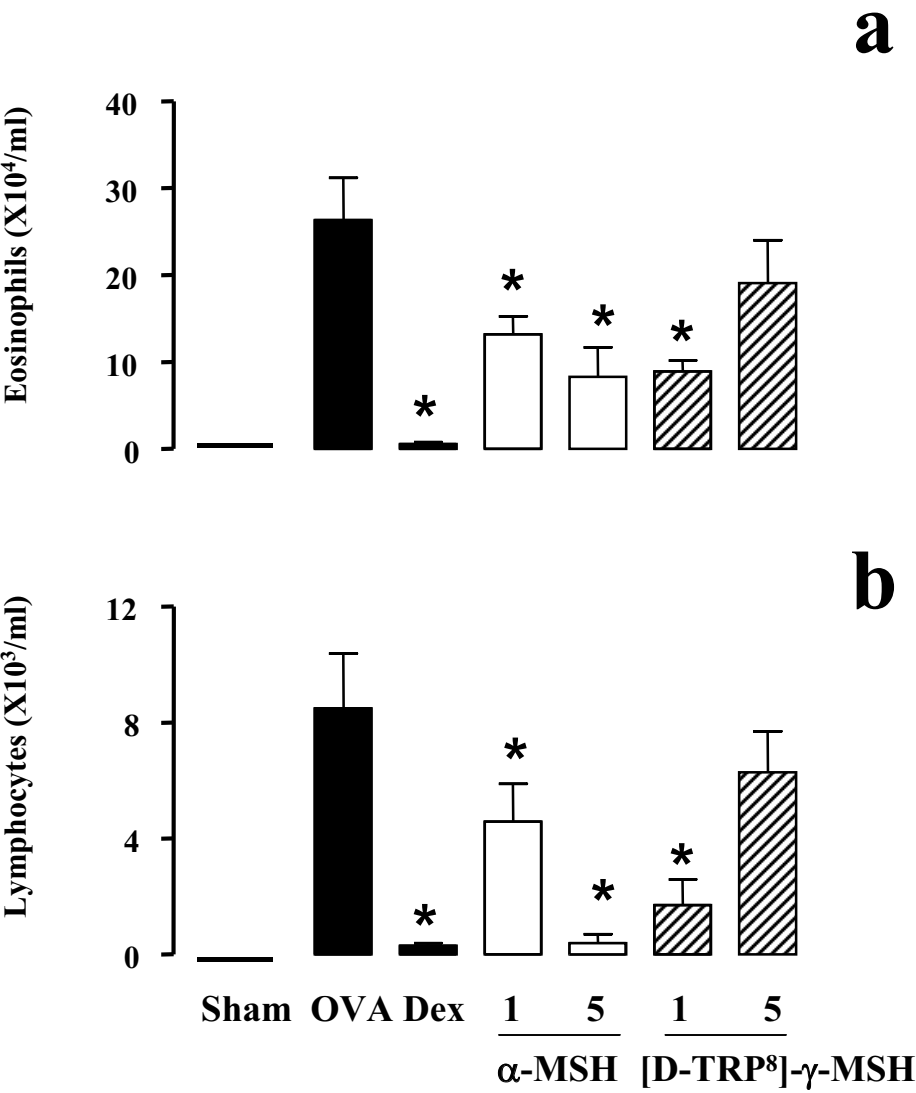 a
Eosinophils (X10⁴/ml)
40
30
20
10
0
*
*
*
*
b
Lymphocytes (X10³/ml)
12
8
4
0
*
*
*
*
Sham OVA Dex 1 5 1 5
α-MSH [D-TRP⁸]-γ-MSH